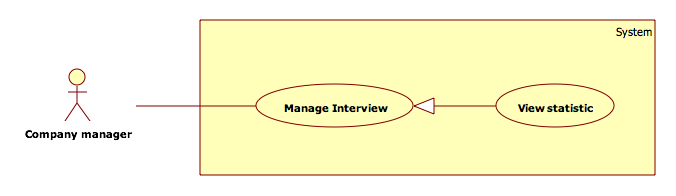 System
Manage Interview
View statistic
Company manager